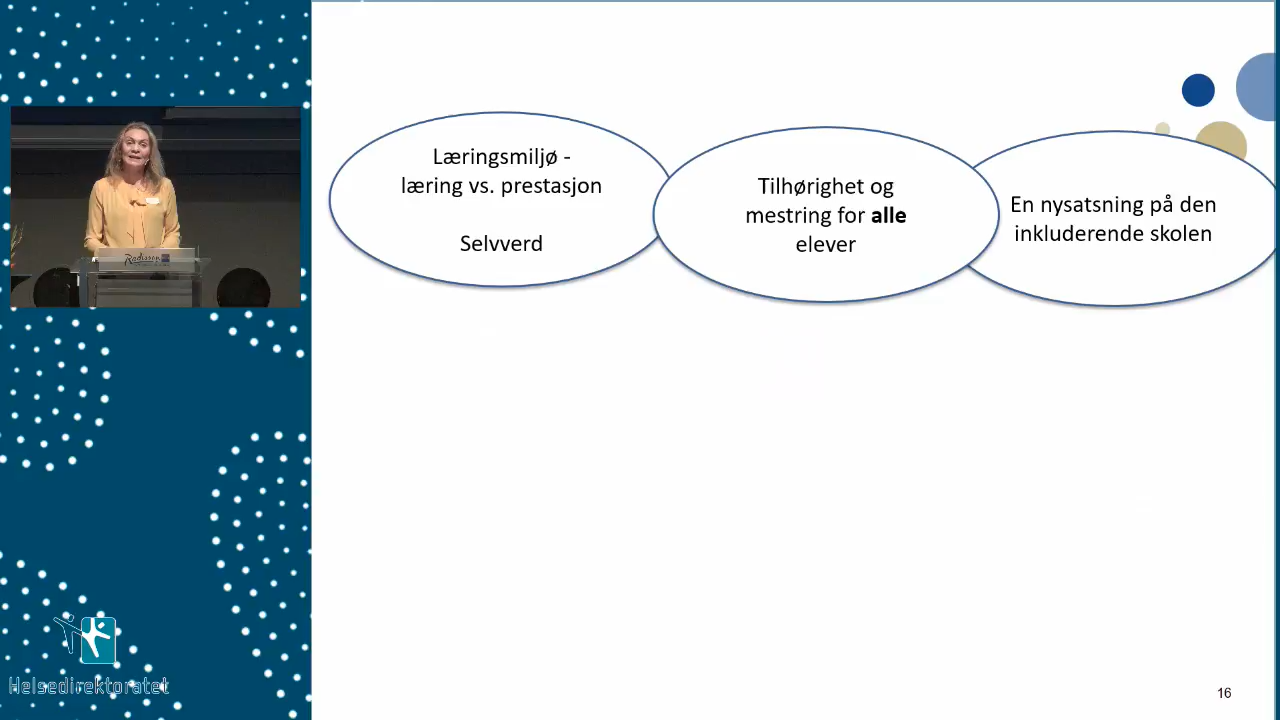 Læringsmiljø -
læring vs. prestasjon
Selvverd
Tilhørighet og
mestring for alle
elever
En nysatsning på den
inkluderende skolen
Radisson
Helsedirektoratet
16